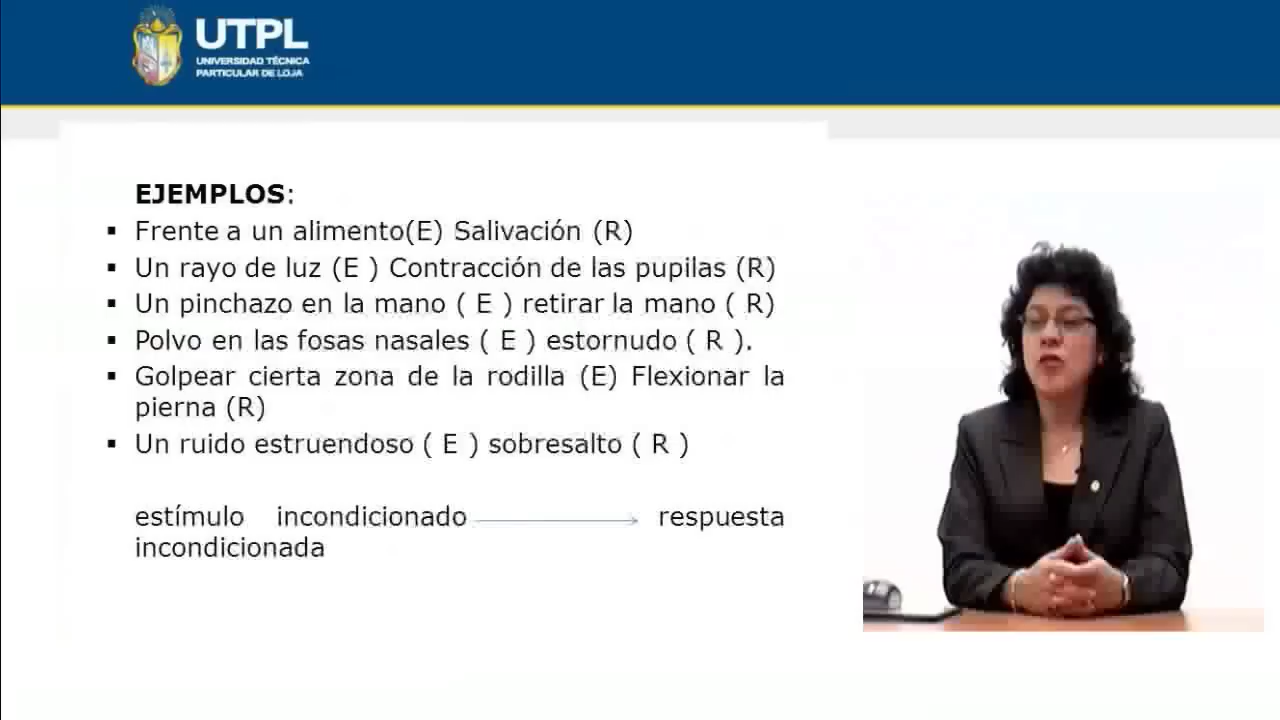 UTPL
UNIVERSIDAD TÉCNICA
PARTICULAR DE LOJA
EJEMPLOS:
▪ Frente a un alimento(E) Salivación (R)
▪ Un rayo de luz (E ) Contracción de las pupilas (R)
▪ Un pinchazo en la mano ( E ) retirar la mano ( R)
▪ Polvo en las fosas nasales ( E ) estornudo ( R ).
▪ Golpear cierta zona de la rodilla (E) Flexionar la
pierna (R)
▪ Un ruido estruendoso ( E ) sobresalto ( R )
estímulo incondicionado → respuesta
incondicionada